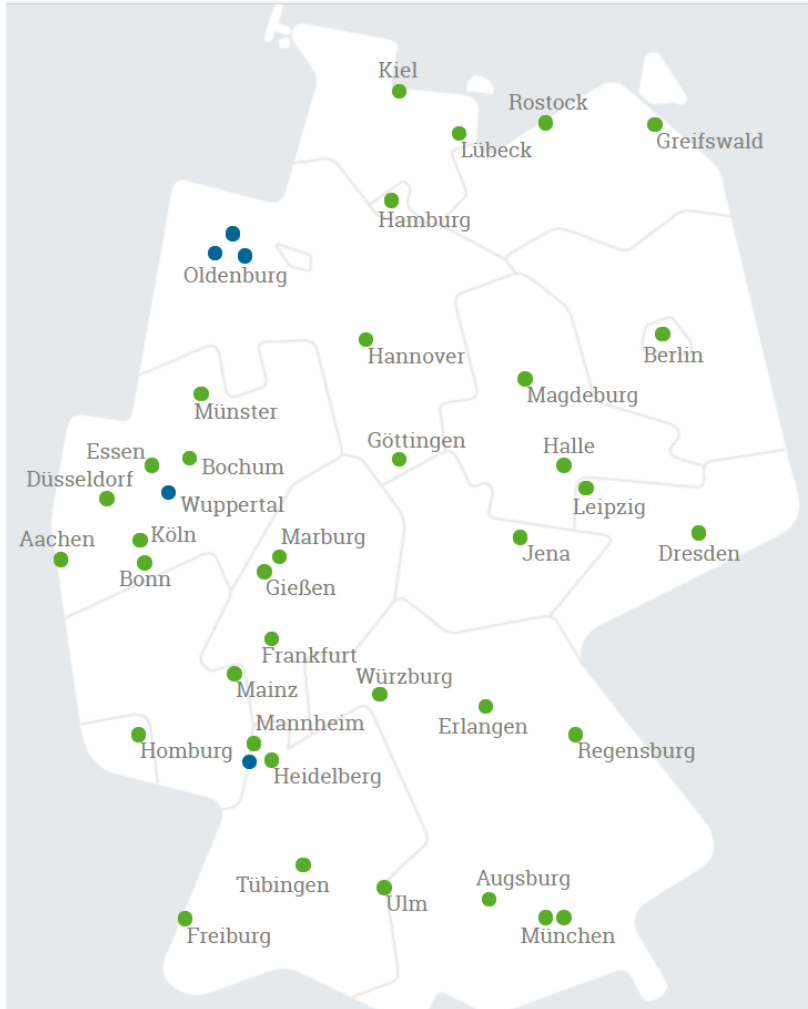 Kiel
Rostock
Greifswald
Lübeck
Hamburg
Oldenburg
Hannover
Berlin
Magdeburg
Münster
Göttingen
Halle
Essen
Bochum
Düsseldorf
Wuppertal
Leipzig
Köln
Marburg
Aachen
Jena
Dresden
Bonn
Gießen
Frankfurt
Würzburg
Mainz
Erlangen
Mannheim
Homburg
Regensburg
Heidelberg
Augsburg
Tübingen
Ulm
Freiburg
München